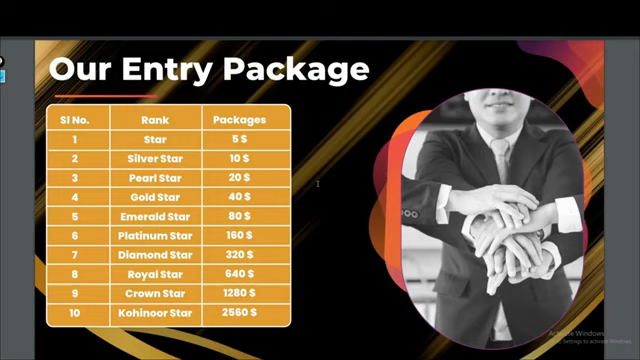 Our Entry Package
Sl No. Rank Packages
1 Star 5 $
2 Silver Star 10 $
3 Pearl Star 20 $
4 Gold Star 40 $
5 Emerald Star 80 $
6 Platinum Star 160 $
7 Diamond Star 320 $
8 Royal Star 640 $
9 Crown Star 1280 $
10 Kohinoor Star 2560 $
Activate Windows
Settings to activate Windows.